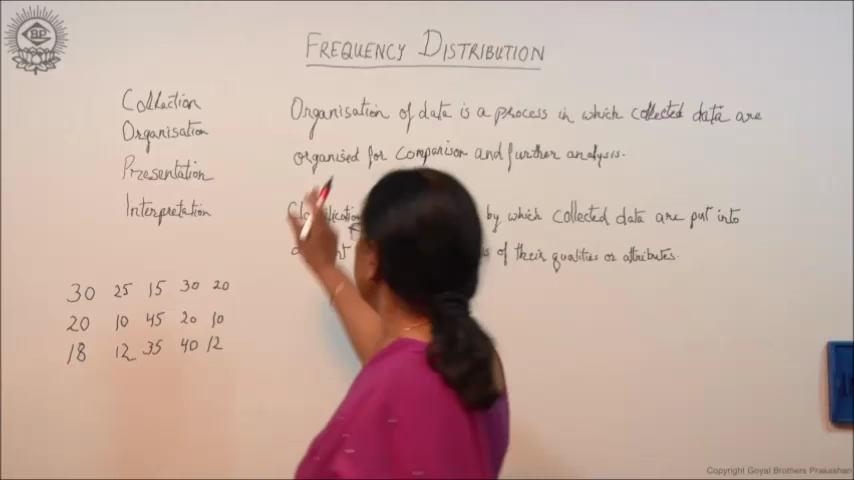 BP
FREQUENCY DISTRIBUTION
Collection
Organisation
Presentation
Interpretation
Organisation of data is a process in which collected data are
organised for comparison and further analysis.
by which collected data are put into
of their qualities or attributes.
30 25 15 30 20
20 10 45 20 10
18 12 35 40 12
Copyright Goyal Brothers Prakashan